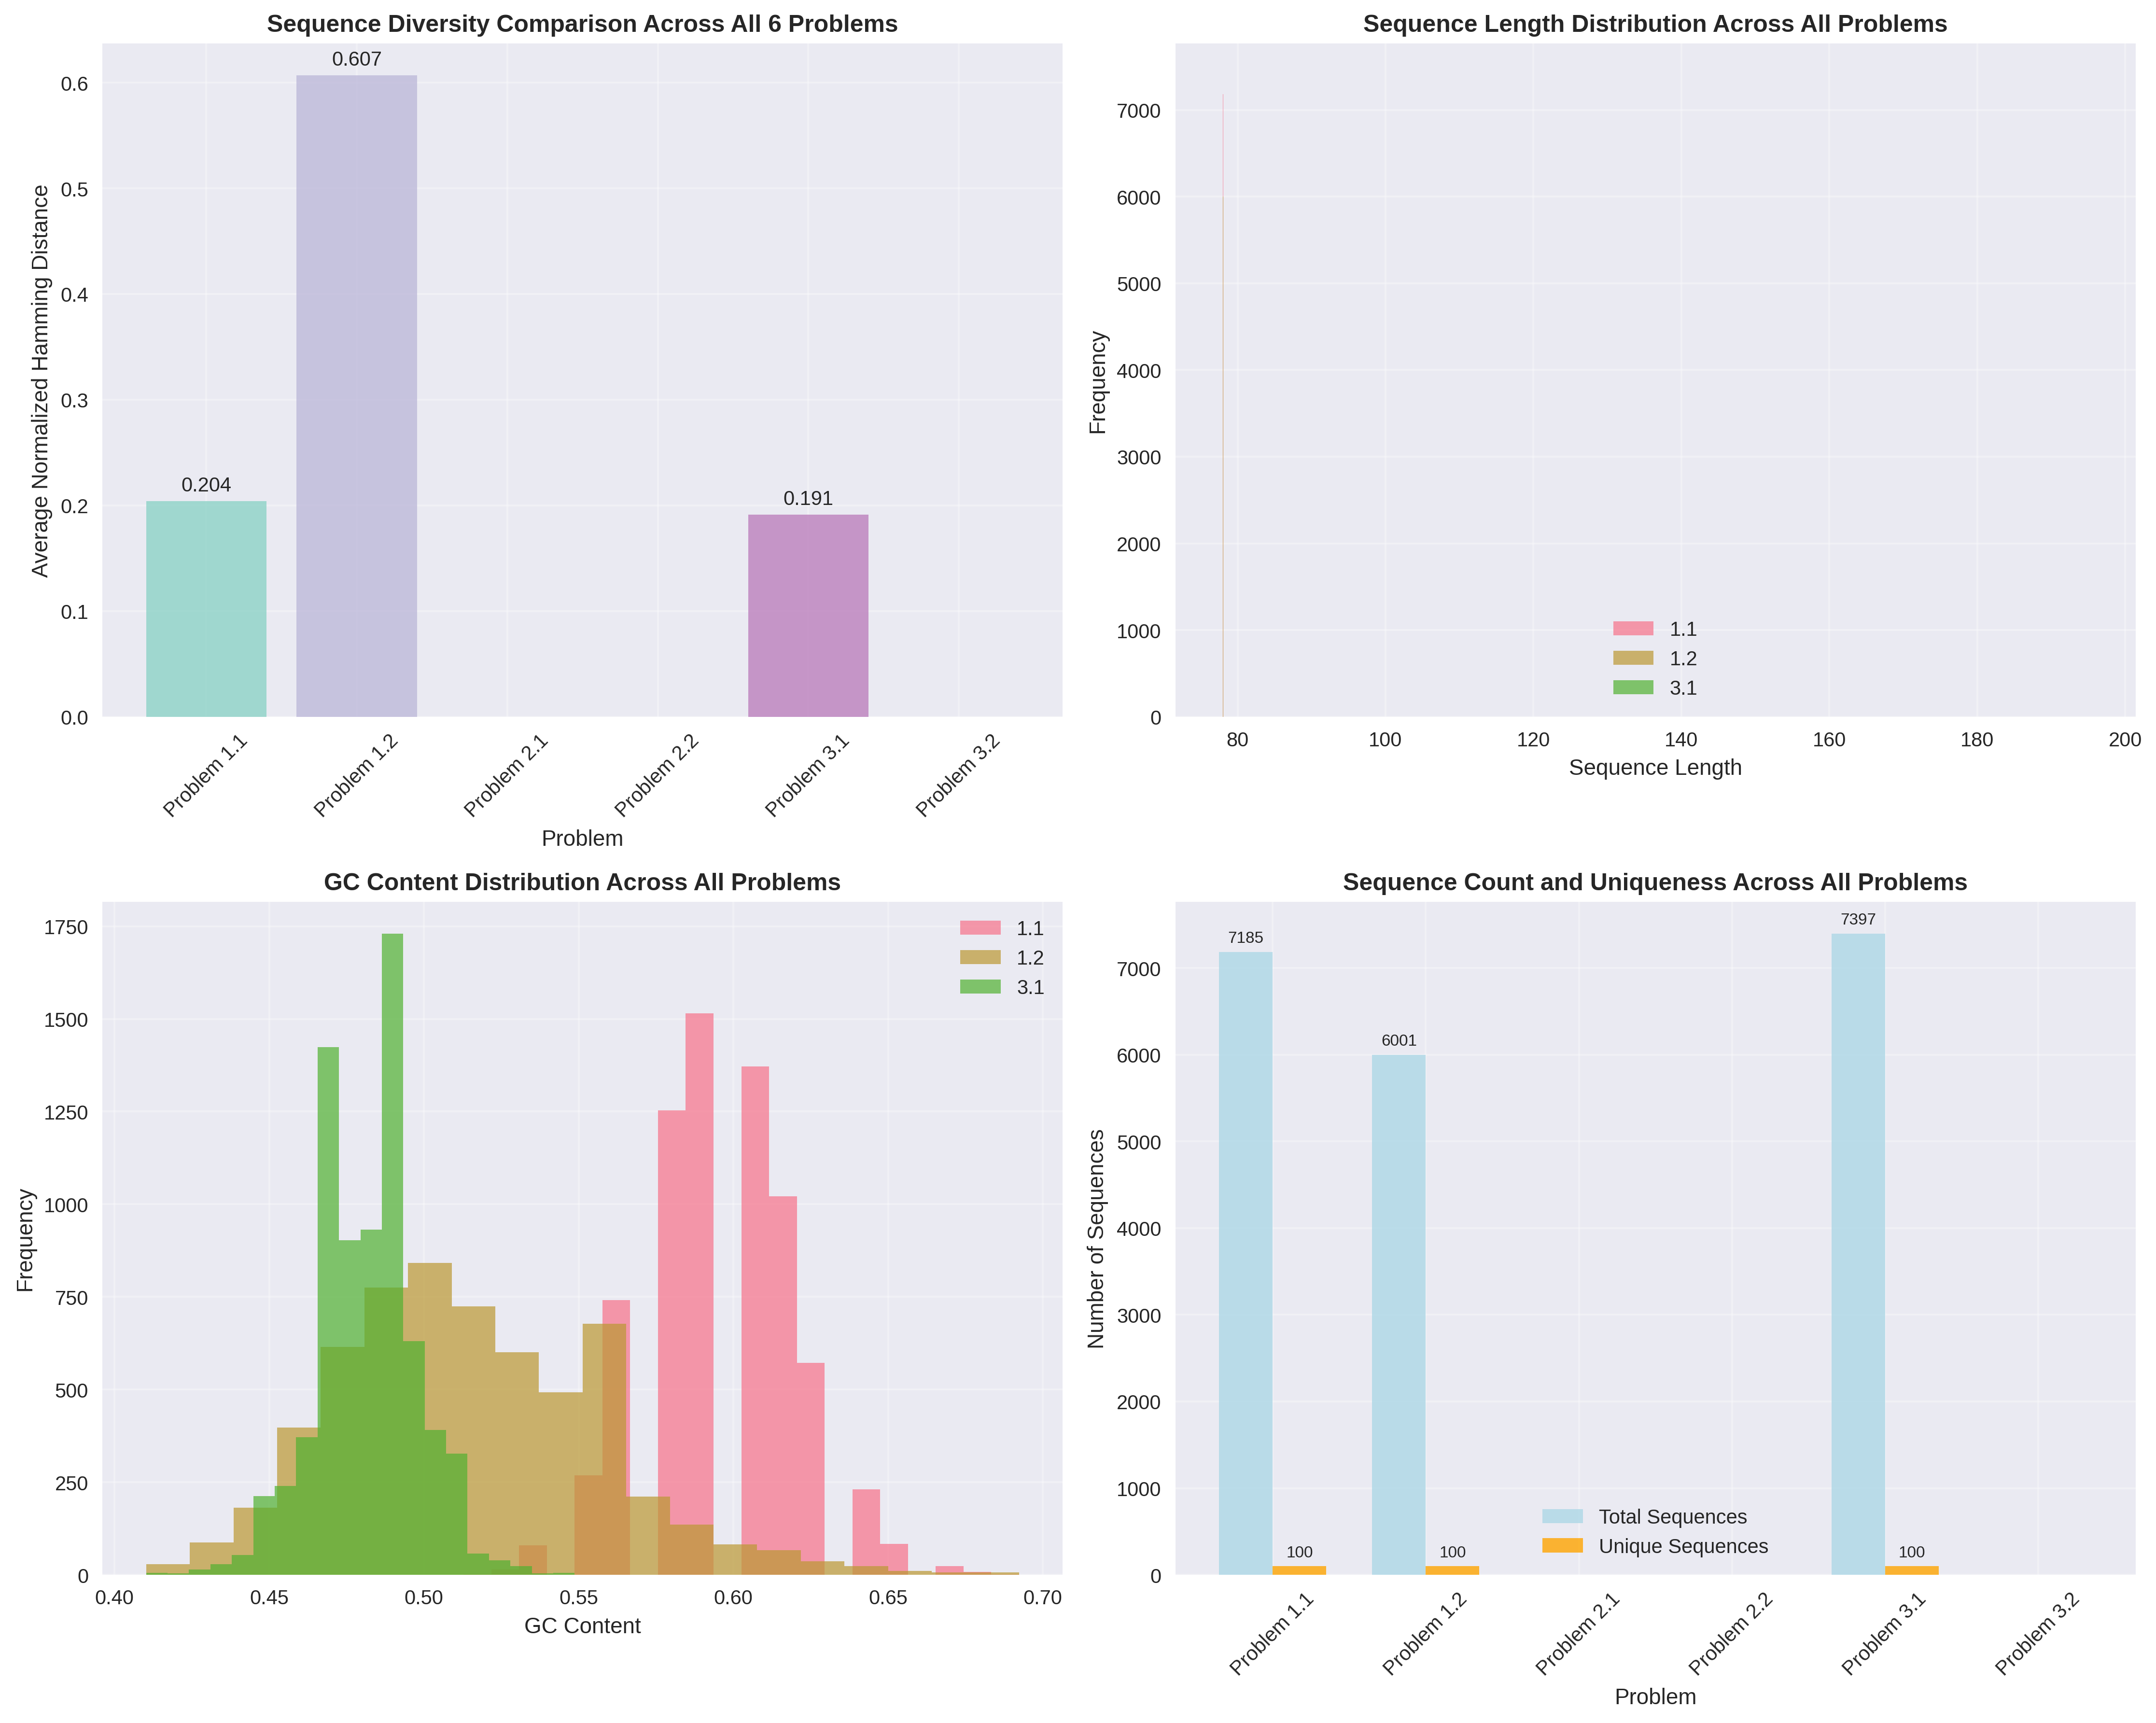 Sequence Diversity Comparison Across All 6 Problems
Average Normalized Hamming Distance
0.6
0.5
0.4
0.3
0.2
0.1
0.0
0.204
0.607
0.191
Problem 1.1
Problem 1.2
Problem 2.1
Problem 2.2
Problem 3.1
Problem 3.2
Problem
Sequence Length Distribution Across All Problems
Frequency
7000
6000
5000
4000
3000
2000
1000
0
1.1
1.2
3.1
80 100 120 140 160 180 200
Sequence Length
GC Content Distribution Across All Problems
Frequency
1750
1500
1250
1000
750
500
250
0
1.1
1.2
3.1
0.40 0.45 0.50 0.55 0.60 0.65 0.70
GC Content
Sequence Count and Uniqueness Across All Problems
Number of Sequences
7000
6000
5000
4000
3000
2000
1000
0
7185
100
6001
100
7397
100
Total Sequences
Unique Sequences
Problem 1.1
Problem 1.2
Problem 2.1
Problem 2.2
Problem 3.1
Problem 3.2
Problem